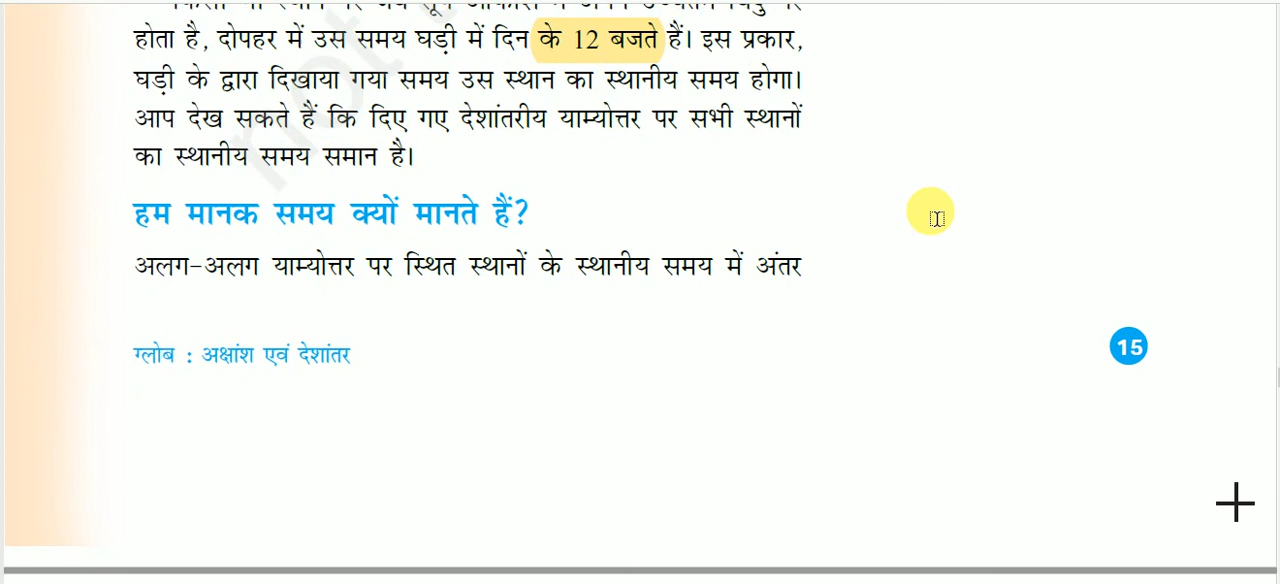 होता है, दोपहर में उस समय घड़ी में दिन के 12 बजते हैं। इस प्रकार,
घड़ी के द्वारा दिखाया गया समय उस स्थान का स्थानीय समय होगा।
आप देख सकते हैं कि दिए गए देशांतरीय याम्योत्तर पर सभी स्थानों
का स्थानीय समय समान है।
हम मानक समय क्यों मानते हैं?
अलग-अलग याम्योत्तर पर स्थित स्थानों के स्थानीय समय में अंतर
ग्लोब : अक्षांश एवं देशांतर
15
not